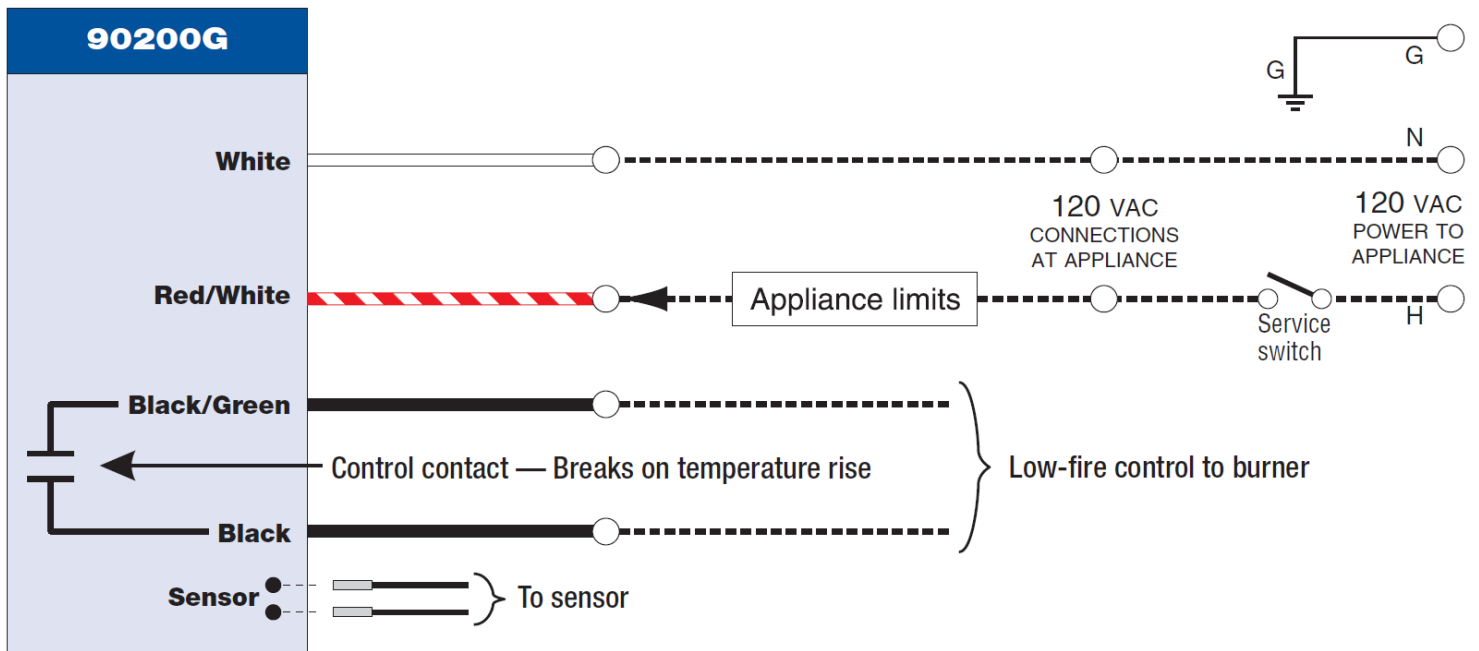 90200G
G
G
White
N
120 VAC
CONNECTIONS
AT APPLIANCE
120 VAC
POWER TO
APPLIANCE
Red/White
Appliance limits
H
Service
switch
Black/Green
Control contact — Breaks on temperature rise
Low-fire control to burner
Black
Sensor
To sensor